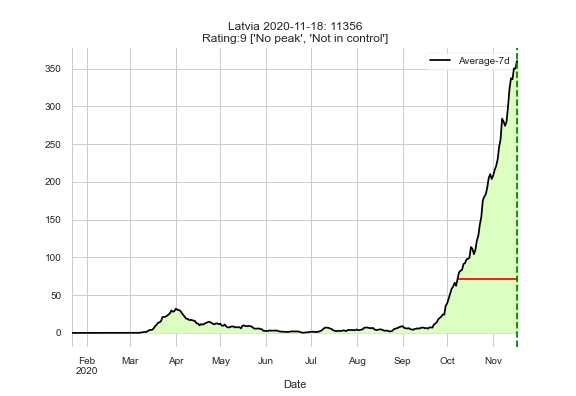 Latvia 2020-11-18: 11356
Rating:9 ['No peak', 'Not in control']
Average-7d
350
300
250
200
150
100
50
0
Feb Mar Apr May Jun Jul Aug Sep Oct Nov
2020
Date